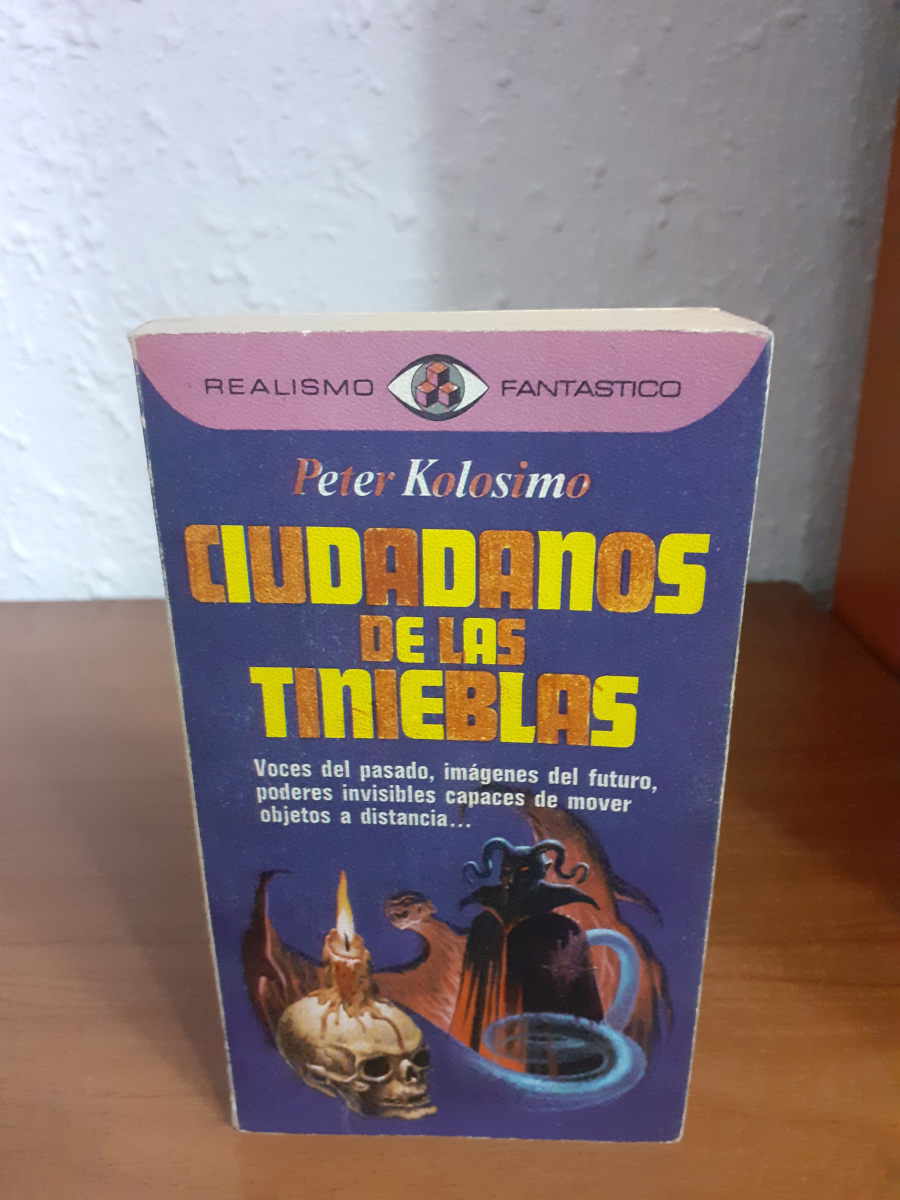 REALISMO FANTASTICO
Peter Kolosimo
CIUDADANOS
DE LAS
TINIEBLAS
Voces del pasado, imágenes del futuro,
poderes invisibles capaces de mover
objetos a distancia...